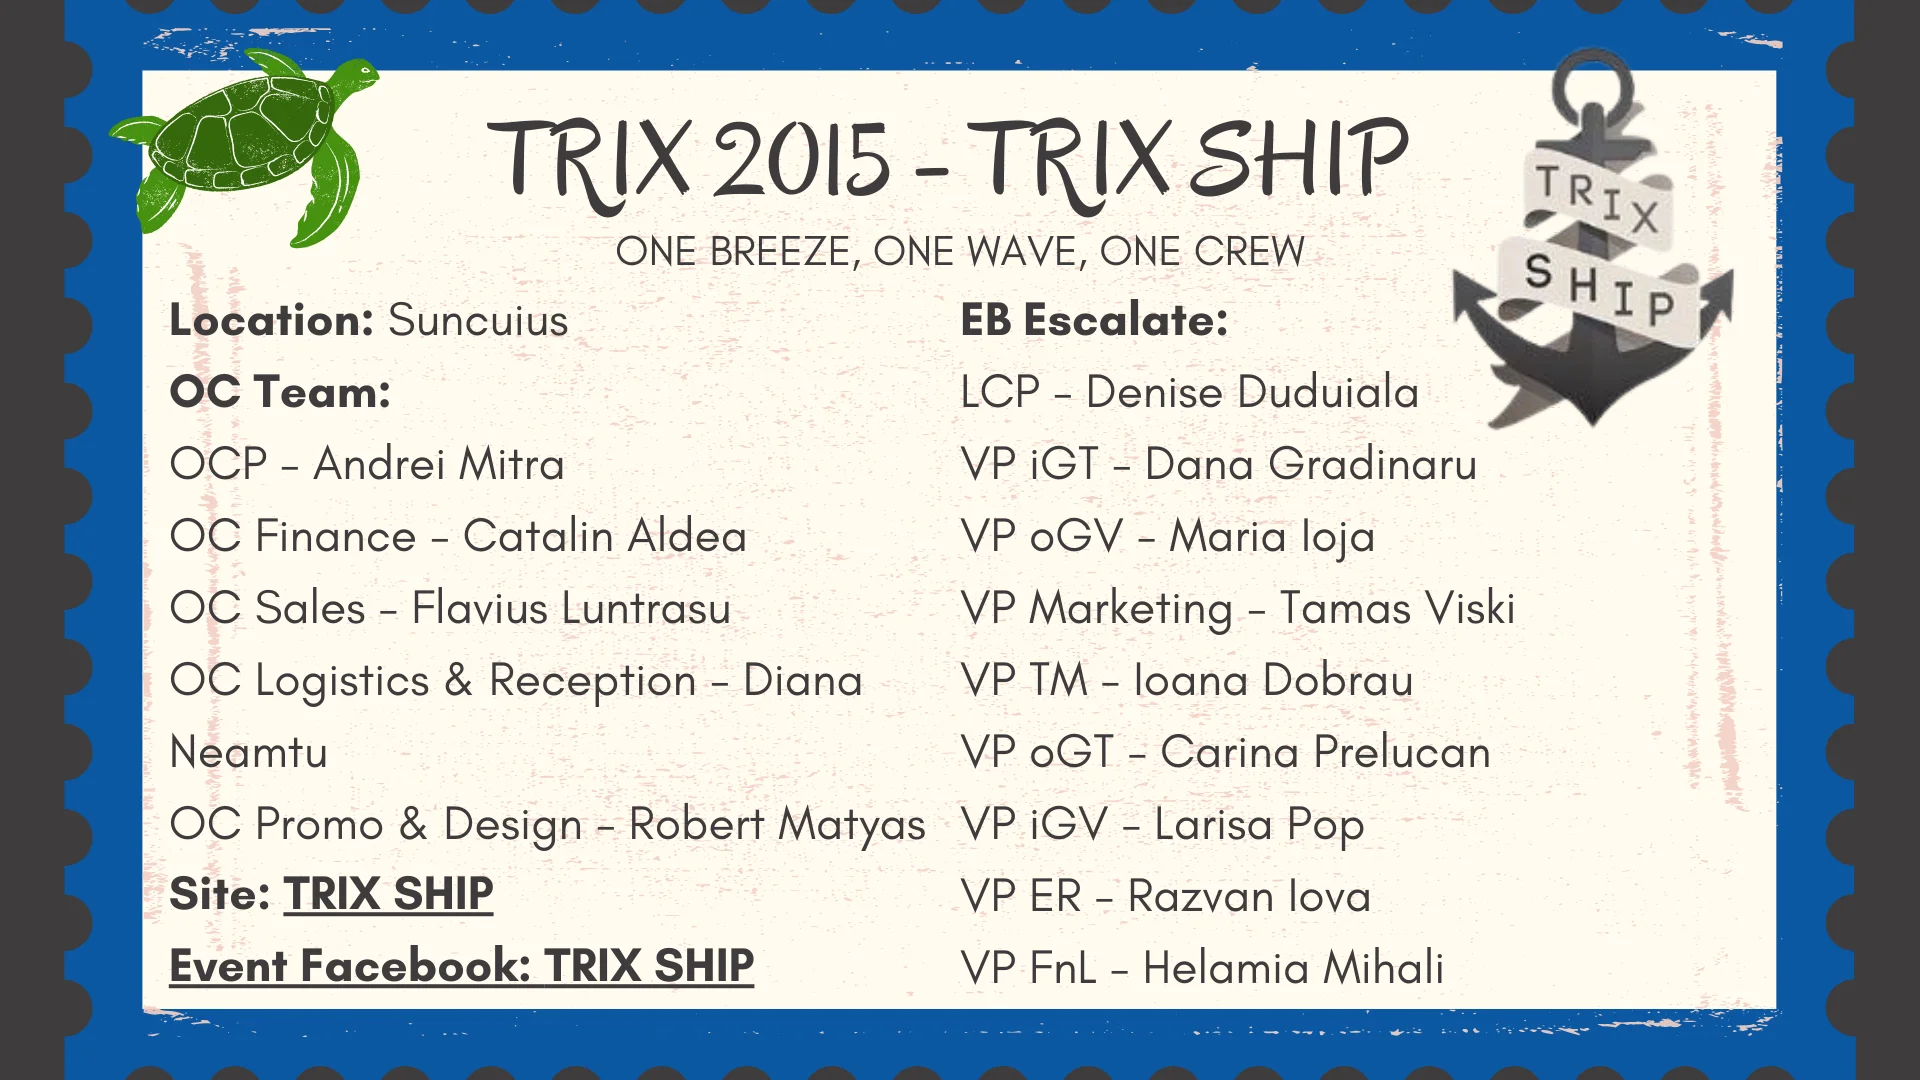 TRIX 2015 - TRIX SHIP
ONE BREEZE, ONE WAVE, ONE CREW
TRIX
SHIP
Location: Suncuius
OC Team:
OCP - Andrei Mitra
OC Finance - Catalin Aldea
OC Sales - Flavius Luntrasu
OC Logistics & Reception - Diana
Neamtu
OC Promo & Design - Robert Matyas
Site: TRIX SHIP
Event Facebook: TRIX SHIP
EB Escalate:
LCP - Denise Duduiala
VP iGT - Dana Gradinaru
VP oGV - Maria Ioja
VP Marketing - Tamas Viski
VP TM - Ioana Dobrau
VP oGT - Carina Prelucan
VP iGV - Larisa Pop
VP ER - Razvan Iova
VP FnL - Helamia Mihali